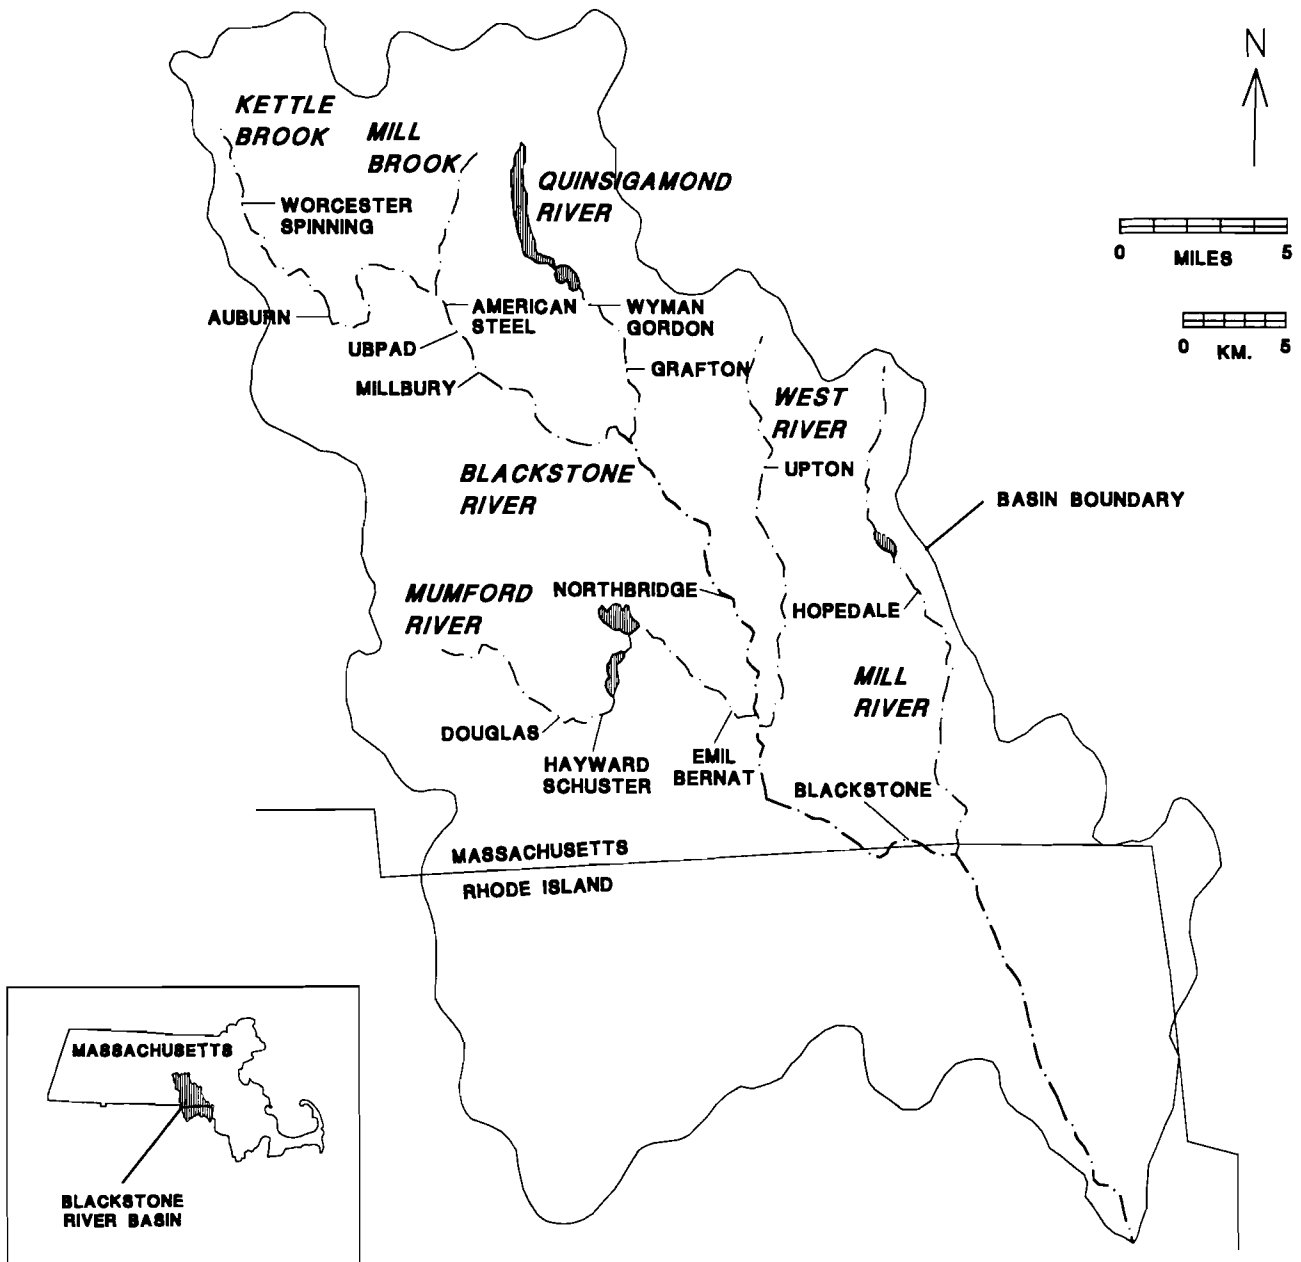 N
KETTLE
BROOK
MILL
BROOK
QUINSIGAMOND
RIVER
WORCESTER
SPINNING
0 5
MILES
AUBURN
AMERICAN
STEEL
WYMAN
GORDON
UBPAD
0 5
KM.
MILLBURY
GRAFTON
WEST
RIVER
BLACKSTONE
RIVER
UPTON
BASIN BOUNDARY
MUMFORD
RIVER
NORTHBRIDGE
HOPEDALE
MILL
RIVER
DOUGLAS
HAYWARD
SCHUSTER
EMIL
BERNAT
BLACKSTONE
MASSACHUSETTS
RHODE ISLAND
MASSACHUSETTS
BLACKSTONE
RIVER BASIN